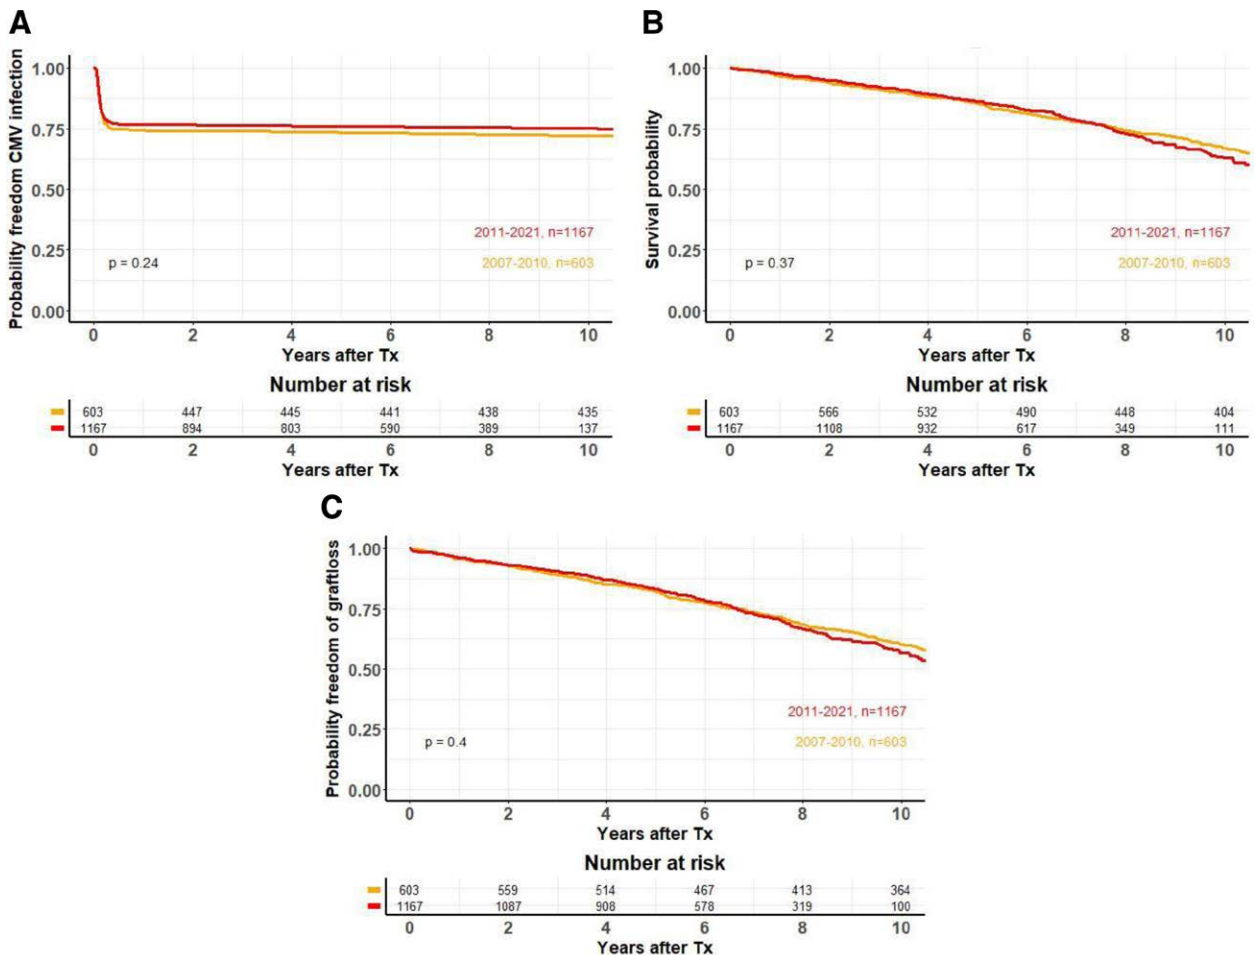 A
Probability freedom CMV infection
1.00
0.75
0.50
0.25
0.00
2011-2021, n=1167
2007-2010, n=603
p = 0.24
0 2 4 6 8 10
Years after Tx
Number at risk
603 447 445 441 438 435
1167 894 803 590 389 137
0 2 4 6 8 10
Years after Tx
B
Survival probability
1.00
0.75
0.50
0.25
0.00
2011-2021, n=1167
2007-2010, n=603
p = 0.37
0 2 4 6 8 10
Years after Tx
Number at risk
603 566 532 490 448 404
1167 1108 932 617 349 111
0 2 4 6 8 10
Years after Tx
C
Probability freedom of graftloss
1.00
0.75
0.50
0.25
0.00
2011-2021, n=1167
2007-2010, n=603
p = 0.4
0 2 4 6 8 10
Years after Tx
Number at risk
603 559 514 467 413 364
1167 1087 908 578 319 100
0 2 4 6 8 10
Years after Tx